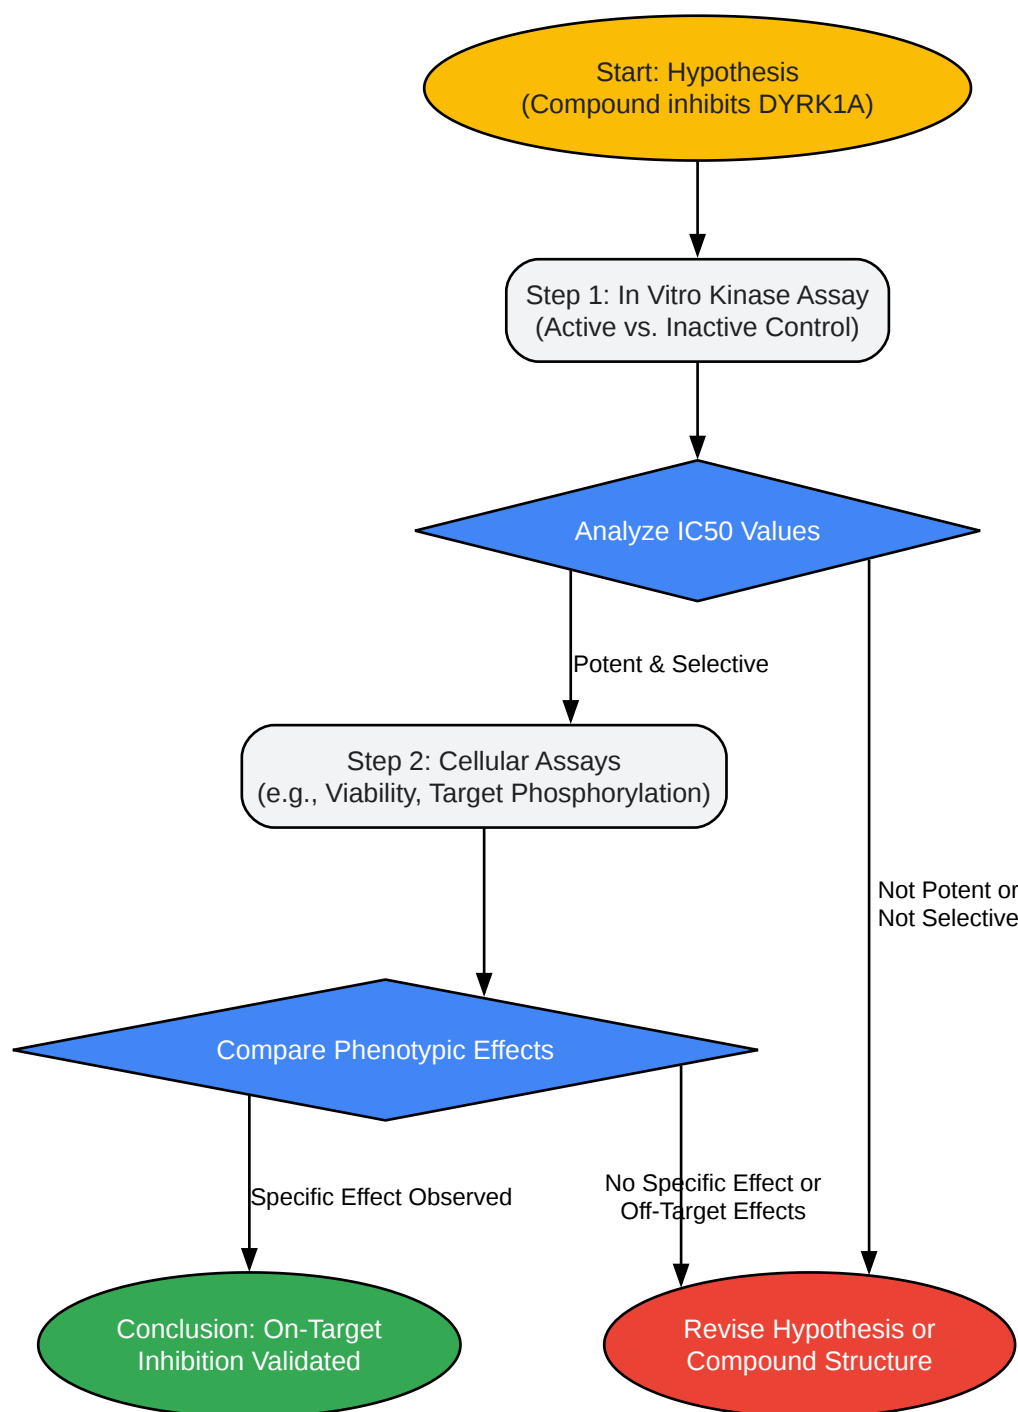 Start: Hypothesis
(Compound inhibits DYRK1A)
Step 1: In Vitro Kinase Assay
(Active vs. Inactive Control)
Analyze IC50 Values
Potent & Selective
Step 2: Cellular Assays
(e.g., Viability, Target Phosphorylation)
Not Potent or
Not Selective
Compare Phenotypic Effects
Specific Effect Observed
No Specific Effect or
Off-Target Effects
Conclusion: On-Target
Inhibition Validated
Revise Hypothesis or
Compound Structure